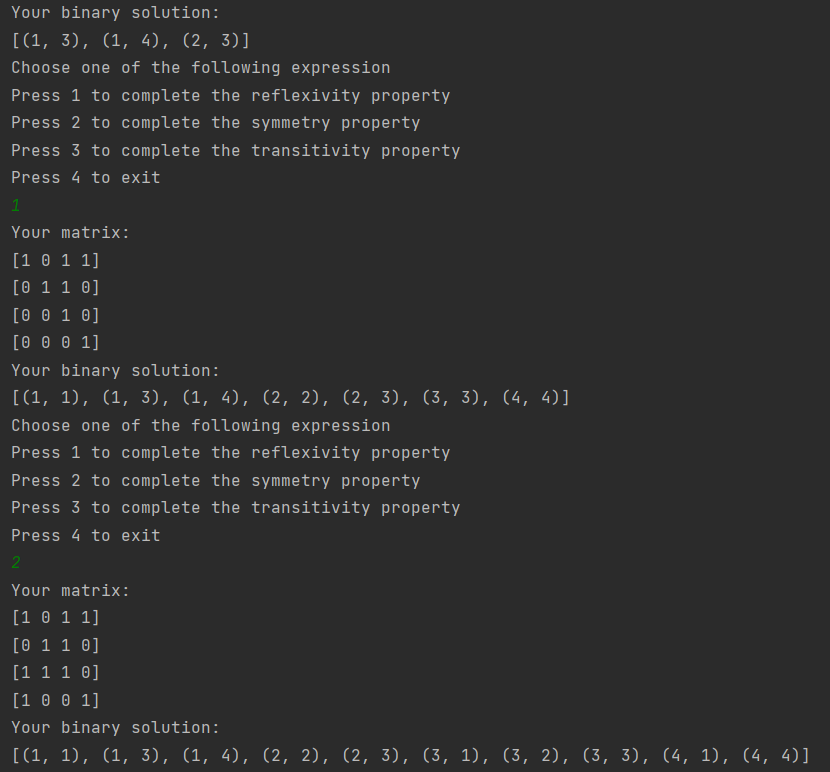 Your binary solution:
[(1, 3), (1, 4), (2, 3)]
Choose one of the following expression
Press 1 to complete the reflexivity property
Press 2 to complete the symmetry property
Press 3 to complete the transitivity property
Press 4 to exit
1
Your matrix:
[1 0 1 1]
[0 1 1 0]
[0 0 1 0]
[0 0 0 1]
Your binary solution:
[(1, 1), (1, 3), (1, 4), (2, 2), (2, 3), (3, 3), (4, 4)]
Choose one of the following expression
Press 1 to complete the reflexivity property
Press 2 to complete the symmetry property
Press 3 to complete the transitivity property
Press 4 to exit
2
Your matrix:
[1 0 1 1]
[0 1 1 0]
[1 1 1 0]
[1 0 0 1]
Your binary solution:
[(1, 1), (1, 3), (1, 4), (2, 2), (2, 3), (3, 1), (3, 2), (3, 3), (4, 1), (4, 4)]